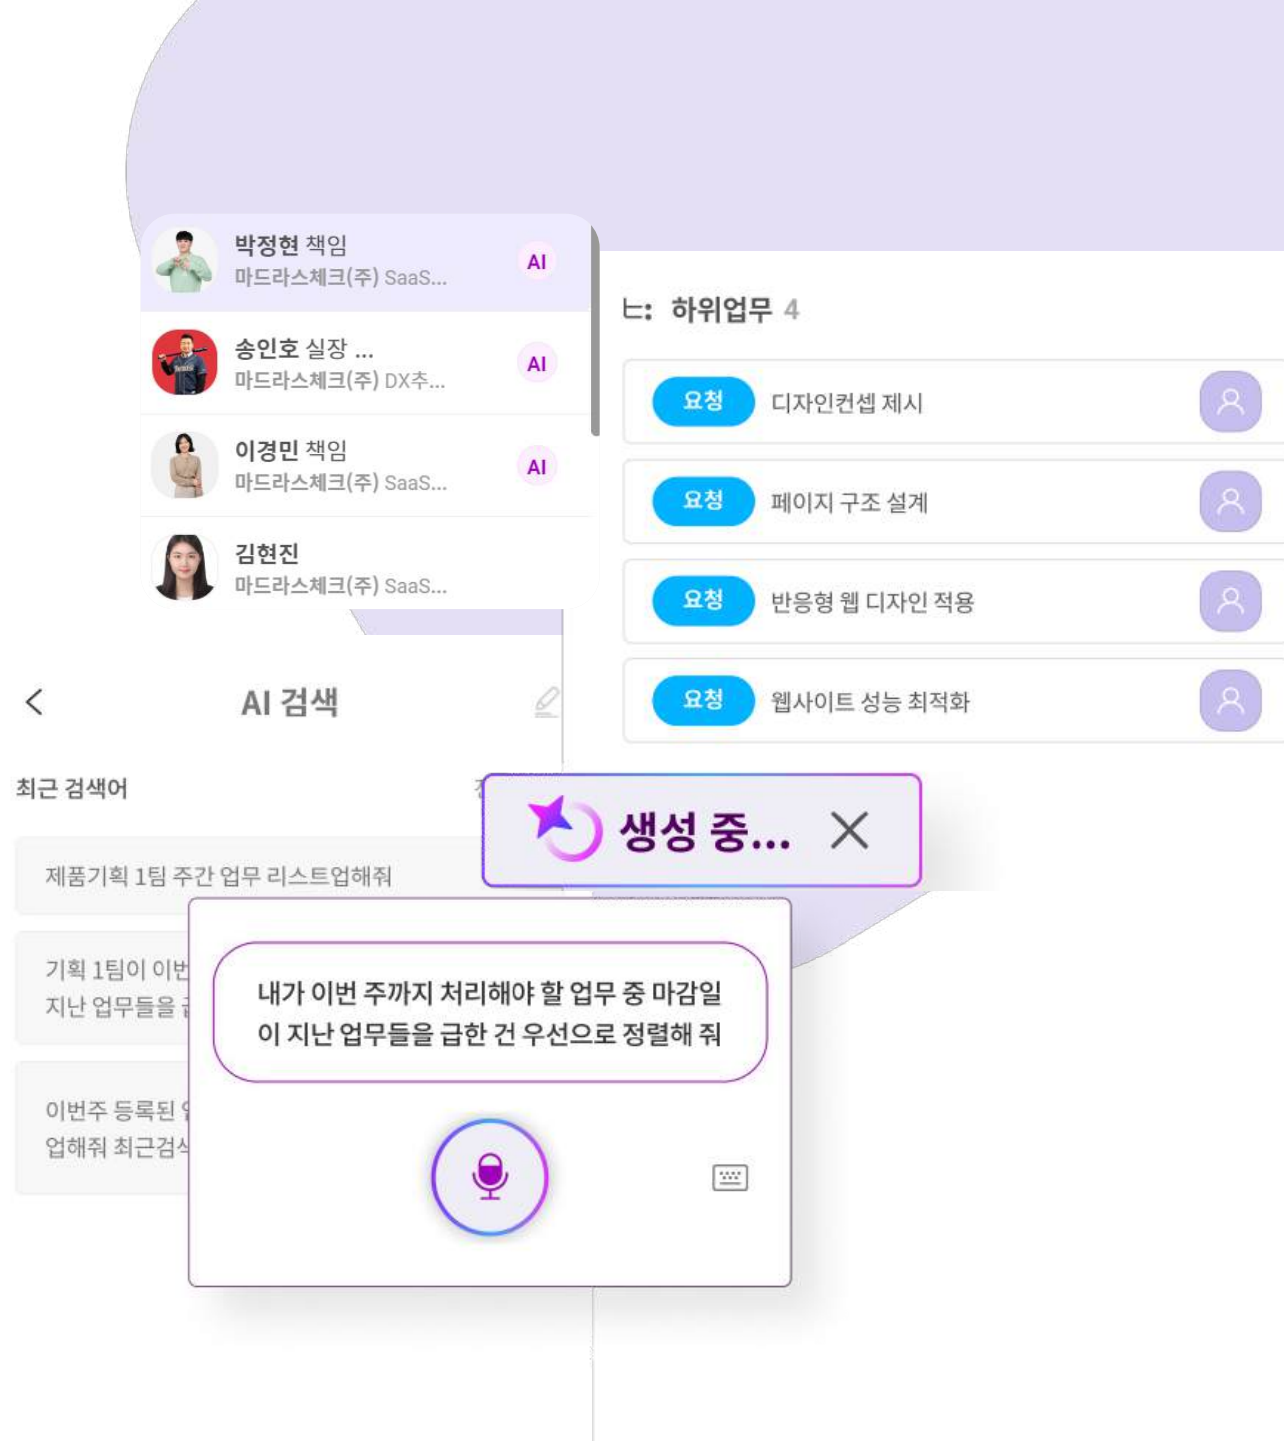 박정현 책임
마드라스체크(주) SaaS...
AI
송인호 실장 ...
마드라스체크(주) DX추...
AI
이경민 책임
마드라스체크(주) SaaS...
AI
김현진
마드라스체크(주) SaaS...
하위업무 4
요청 디자인컨셉 제시
요청 페이지 구조 설계
요청 반응형 웹 디자인 적용
요청 웹사이트 성능 최적화
AI 검색
최근 검색어
제품기획 1팀 주간 업무 리스트업해줘
기획 1팀이 이번
지난 업무들을
이번주 등록된
업해줘 최근검색
생성 중...
내가 이번 주까지 처리해야 할 업무 중 마감일
이 지난 업무들을 급한 건 우선으로 정렬해 줘